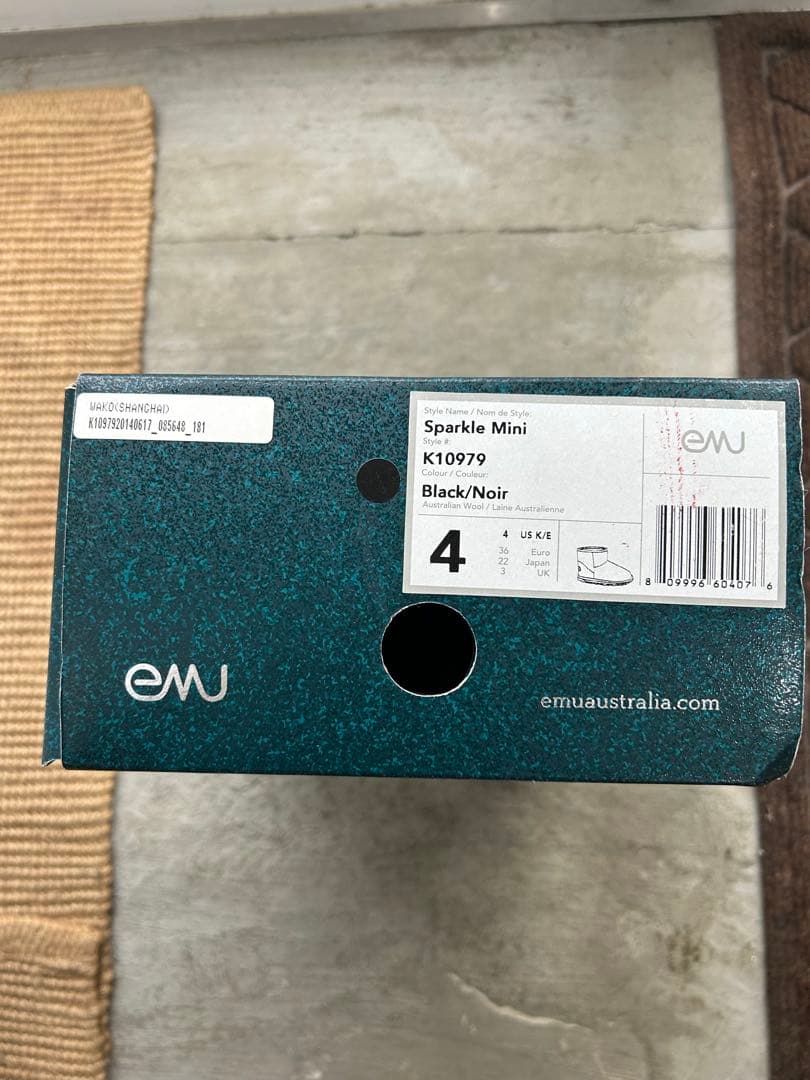 WAKO(SHANGHAI)
K1097920140617_085648_181
Style Name / Nom de Style:
Sparkle Mini
Style #:
K10979
Colour / Couleur:
Black/Noir
Australian Wool / Laine Australienne
4
4 US K/E
36 Euro
22 Japan
3 UK
emu
8 09996 60407 6
emu
emuaustralia.com